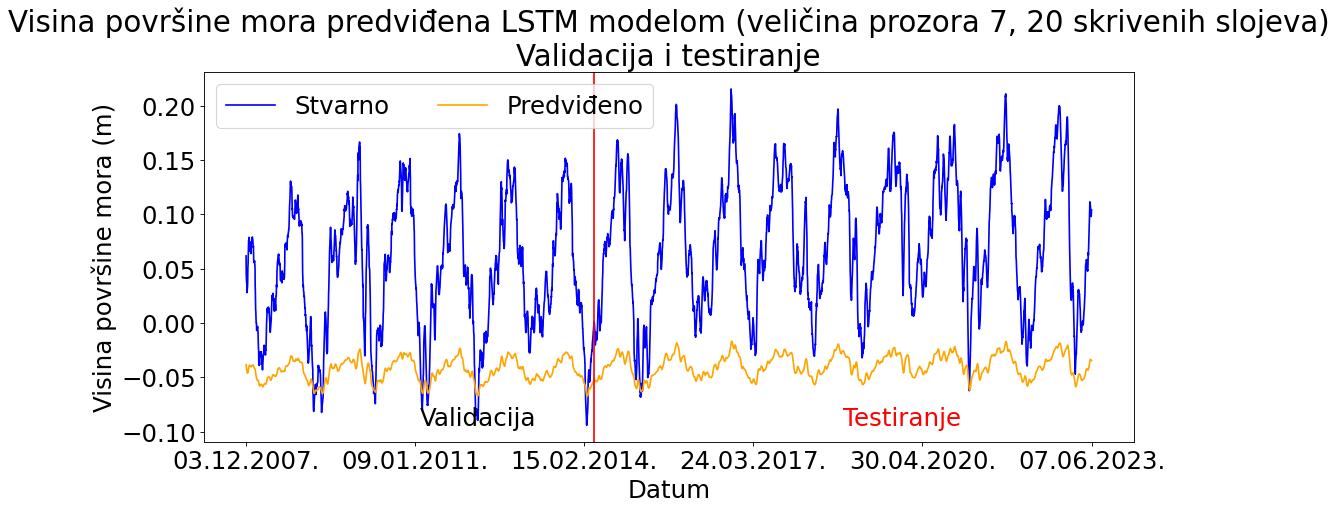 Visina površine mora predviđena LSTM modelom (veličina prozora 7, 20 skrivenih slojeva)
Validacija i testiranje
Stvarno Predviđeno
Visina površine mora (m)
0.20
0.15
0.10
0.05
0.00
−0.05
−0.10
Validacija Testiranje
03.12.2007. 09.01.2011. 15.02.2014. 24.03.2017. 30.04.2020. 07.06.2023.
Datum